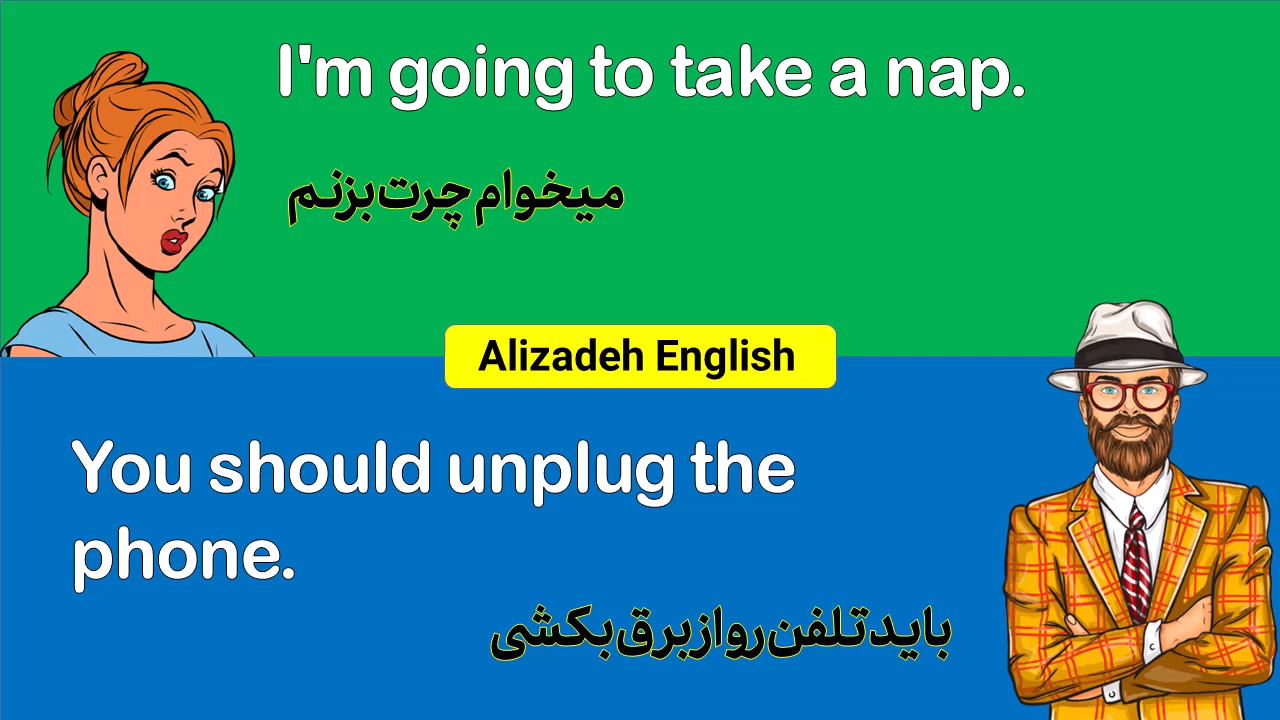 I'm going to take a nap.
میخوام چرت بزنم
Alizadeh English
You should unplug the
phone.
باید تلفن رو از برق بکشی